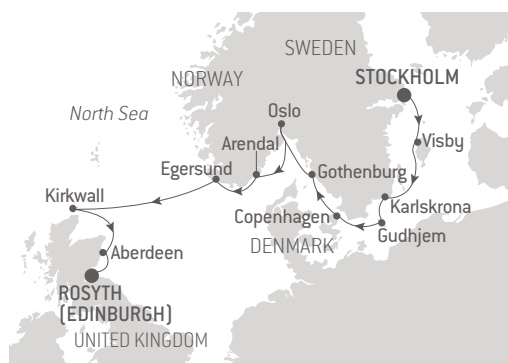 SWEDEN
STOCKHOLM
NORWAY
North Sea
Oslo
Visby
Arendal
Egersund
Gothenburg
Kirkwall
Karlskrona
Copenhagen
Gudhjem
DENMARK
Aberdeen
ROSYTH
(EDINBURGH)
UNITED KINGDOM